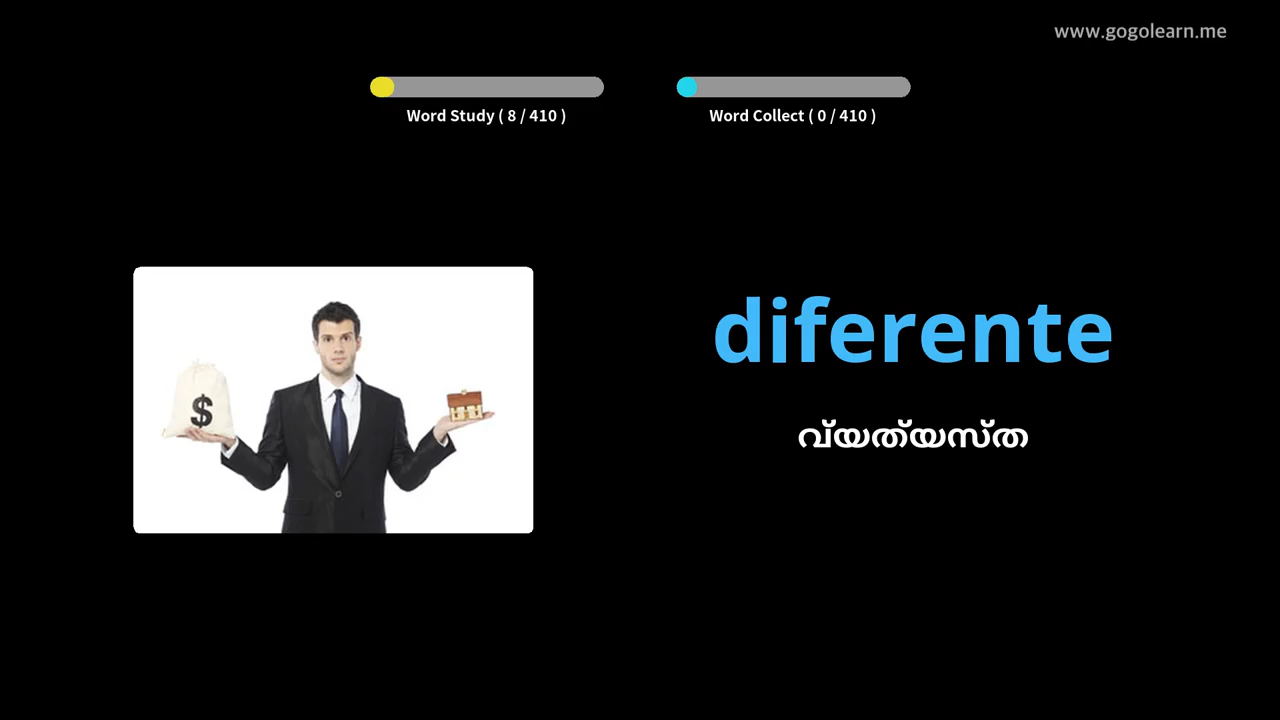 www.gogolearn.me
Word Study ( 8 / 410 )
Word Collect ( 0 / 410 )
diferente
വ്യത്യസ്ത
$